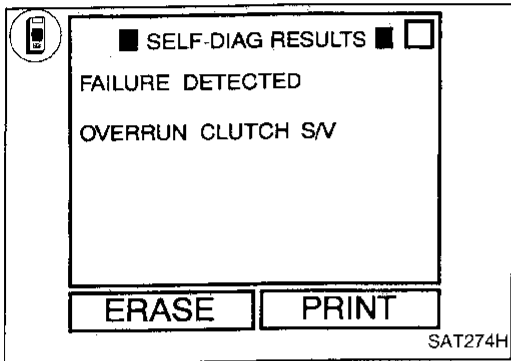 ■ SELF-DIAG RESULTS ■ □
FAILURE DETECTED
OVERRUN CLUTCH S/V
ERASE PRINT
SAT274H